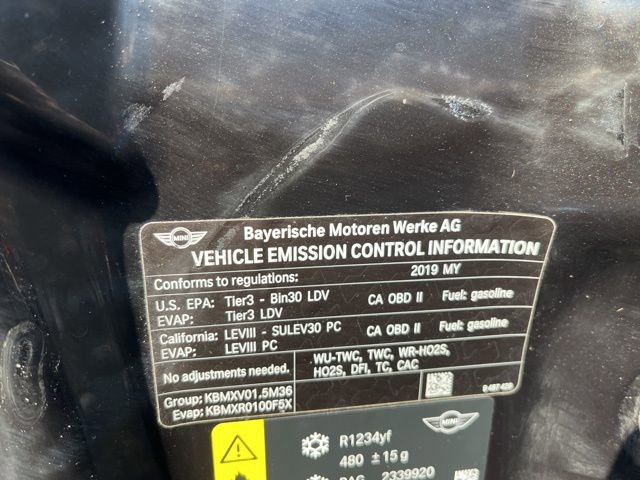 MINI
Bayerische Motoren Werke AG
VEHICLE EMISSION CONTROL INFORMATION
Conforms to regulations: 2019 MY
U.S. EPA: Tier3 - Bin30 LDV CA OBD II Fuel: gasoline
EVAP: Tier3 LDV
California: LEVIII - SULEV30 PC CA OBD II Fuel: gasoline
EVAP: LEVIII PC
No adjustments needed.
WU-TWC, TWC, WR-HO2S,
HO2S, DFI, TC, CAC
Group: KBMXV01.5M36
Evap: KBMXR0100F5X
MINI
R1234yf
480 ± 15 g
PAG 2339920